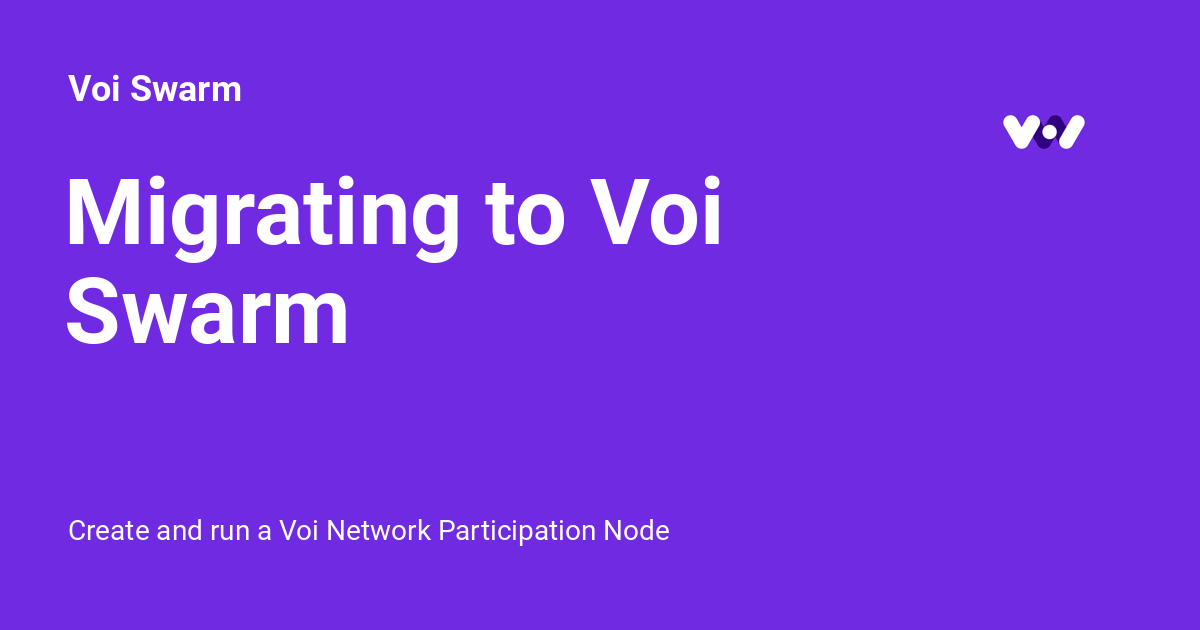 Voi Swarm
Migrating to Voi
Swarm
Create and run a Voi Network Participation Node